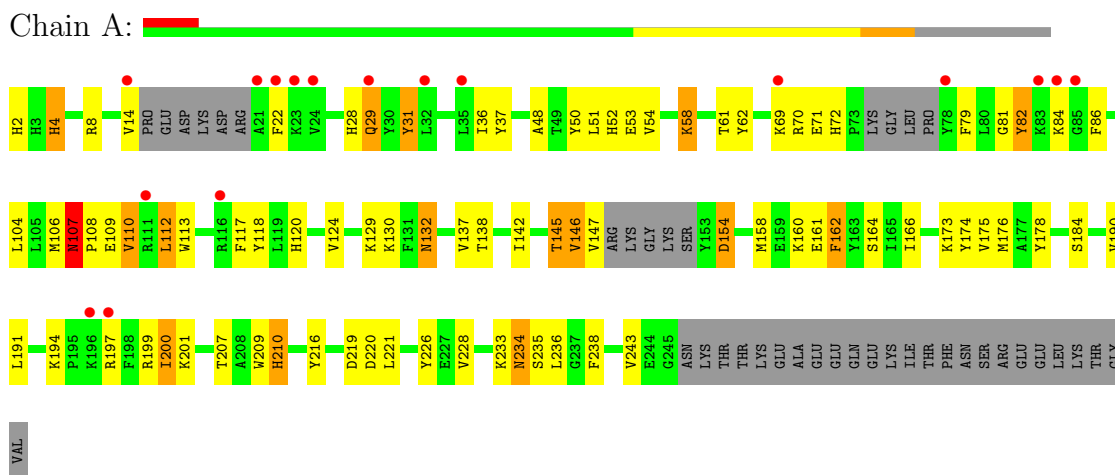 Chain A:
H2 H3 H4 R8 V14 PRO GLU ASP LYS ASP ARG A21 F22 K23 V24 H28 Q29 Y30 Y31 L32 L35 I36 Y37 A48 T49 Y50 L51 H52 E53 V54 K58 T61 Y62 K69 R70 E71 H72 P73 LYS GLY LEU PRO Y78 F79 L80 G81 Y82 K83 K84 G85 F86
L104 L105 M106 N107 P108 E109 V110 R111 L112 W113 R116 F117 Y118 L119 H120 V124 K129 K130 F131 N132 V137 T138 I142 T145 V146 V147 ARG LYS GLY LYS SER Y153 D154 M158 E159 K160 E161 F162 Y163 S164 I165 I166 K173 Y174 V175 M176 A177 Y178 S184 V190
L191 K194 P195 K196 R197 F198 R199 I200 K201 T207 A208 W209 H210 Y216 D219 D220 L221 Y226 E227 V228 K233 N234 S235 L236 G237 F238 V243 E244 G245 ASN LYS THR THR LYS GLU ALA GLU GLU GLN GLU LYS ILE THR PHE ASN SER ARG GLU GLU LEU LYS THR GLY
VAL